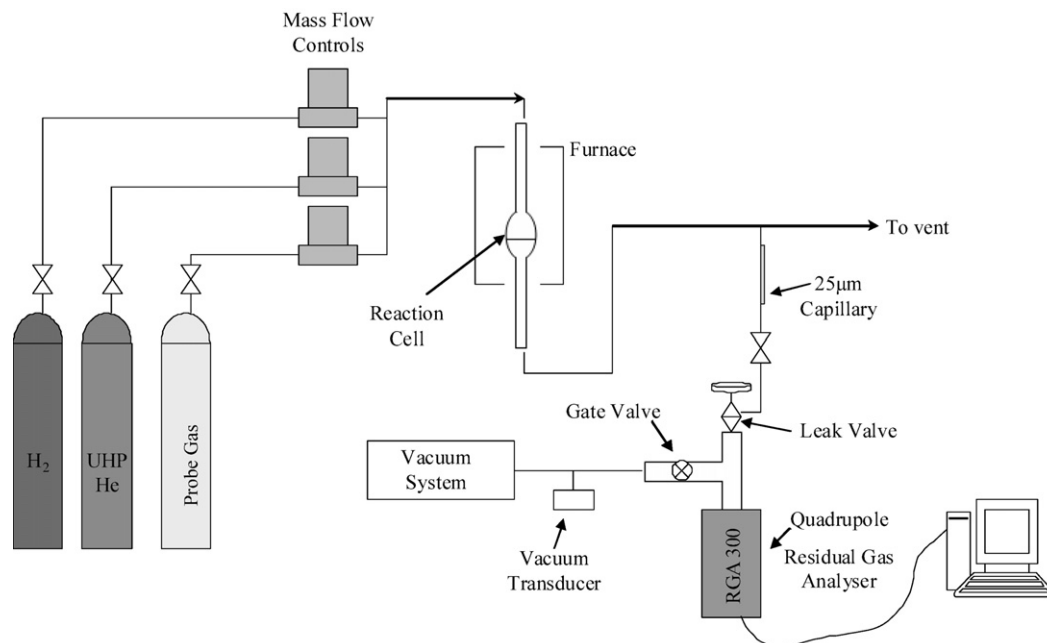 Mass Flow
Controls
Furnace
To vent
25μm
Capillary
Reaction
Cell
Gate Valve
Leak Valve
H₂
UHP
He
Probe Gas
Vacuum
System
Quadrupole
Residual Gas
Analyser
RGA 300
Vacuum
Transducer